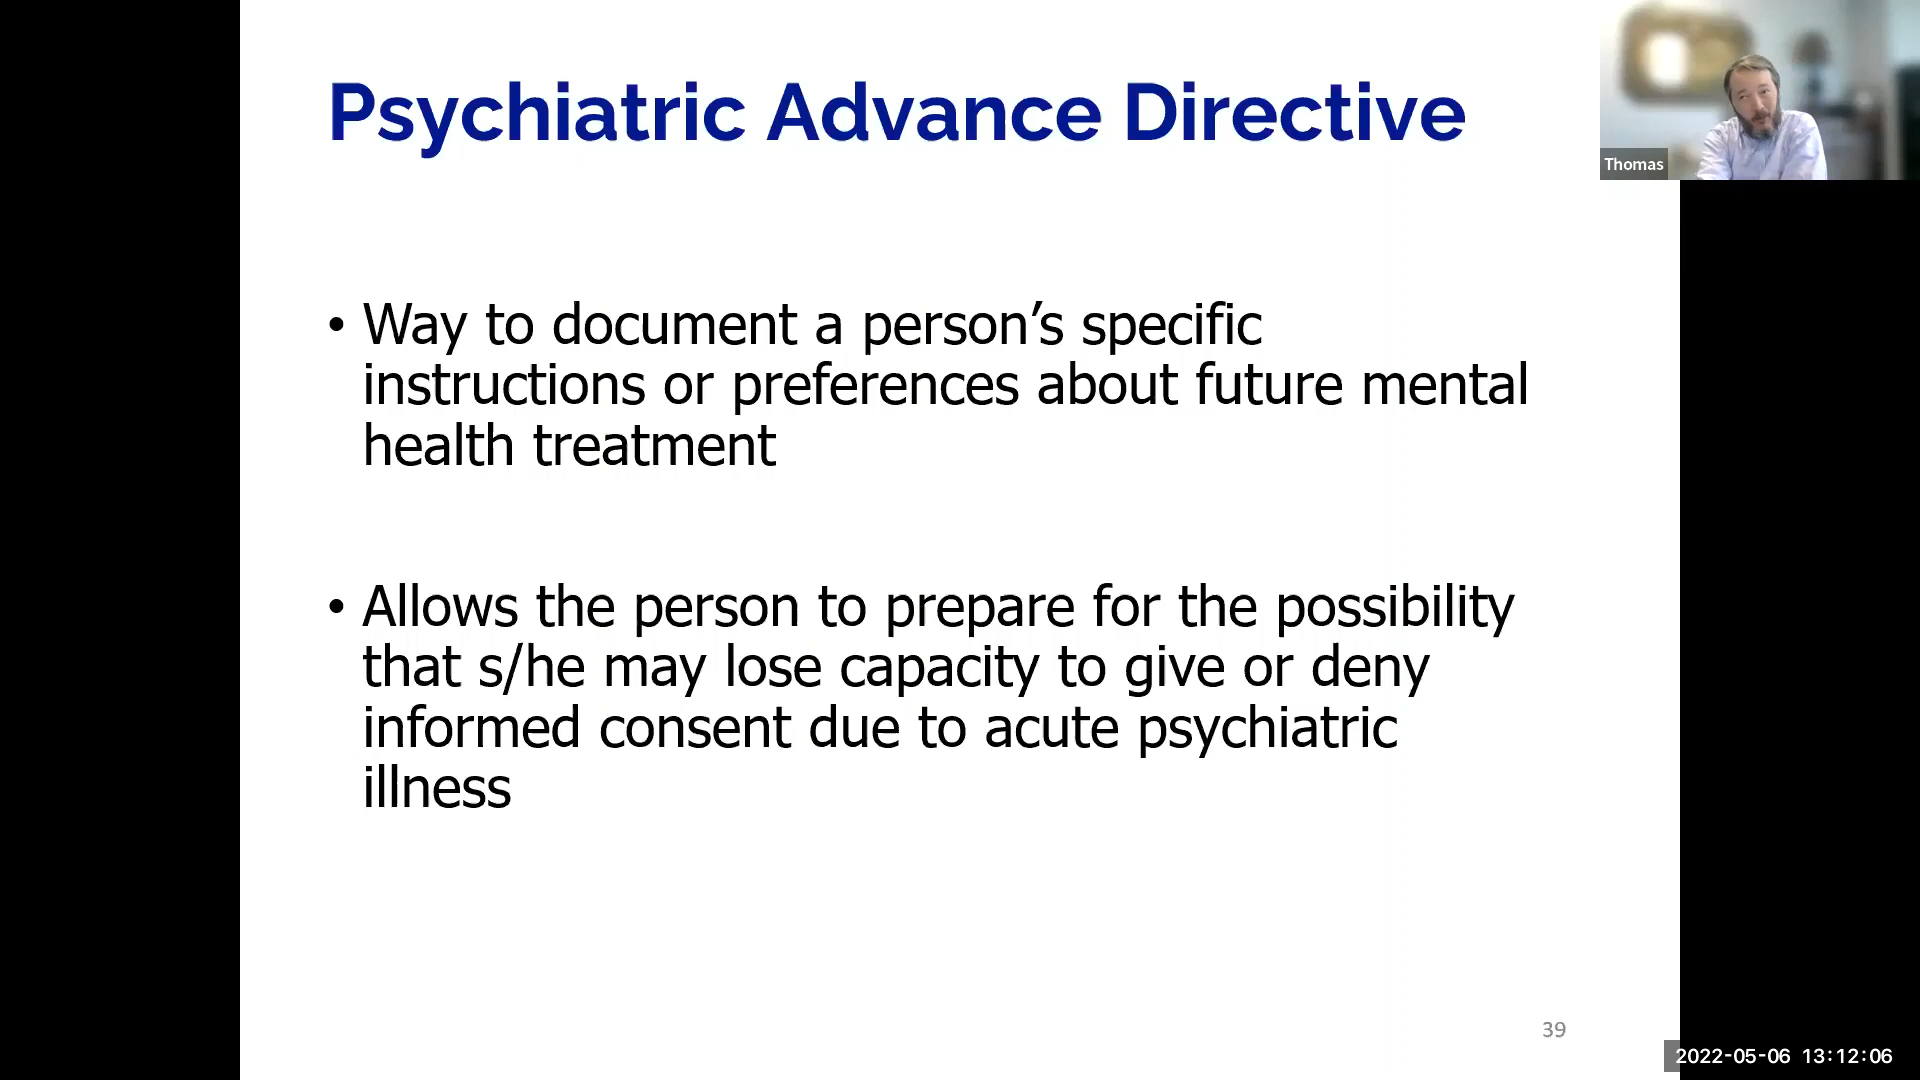 Psychiatric Advance Directive
Thomas
• Way to document a person’s specific
instructions or preferences about future mental
health treatment
• Allows the person to prepare for the possibility
that s/he may lose capacity to give or deny
informed consent due to acute psychiatric
illness
39
2022-05-06 13:12:06